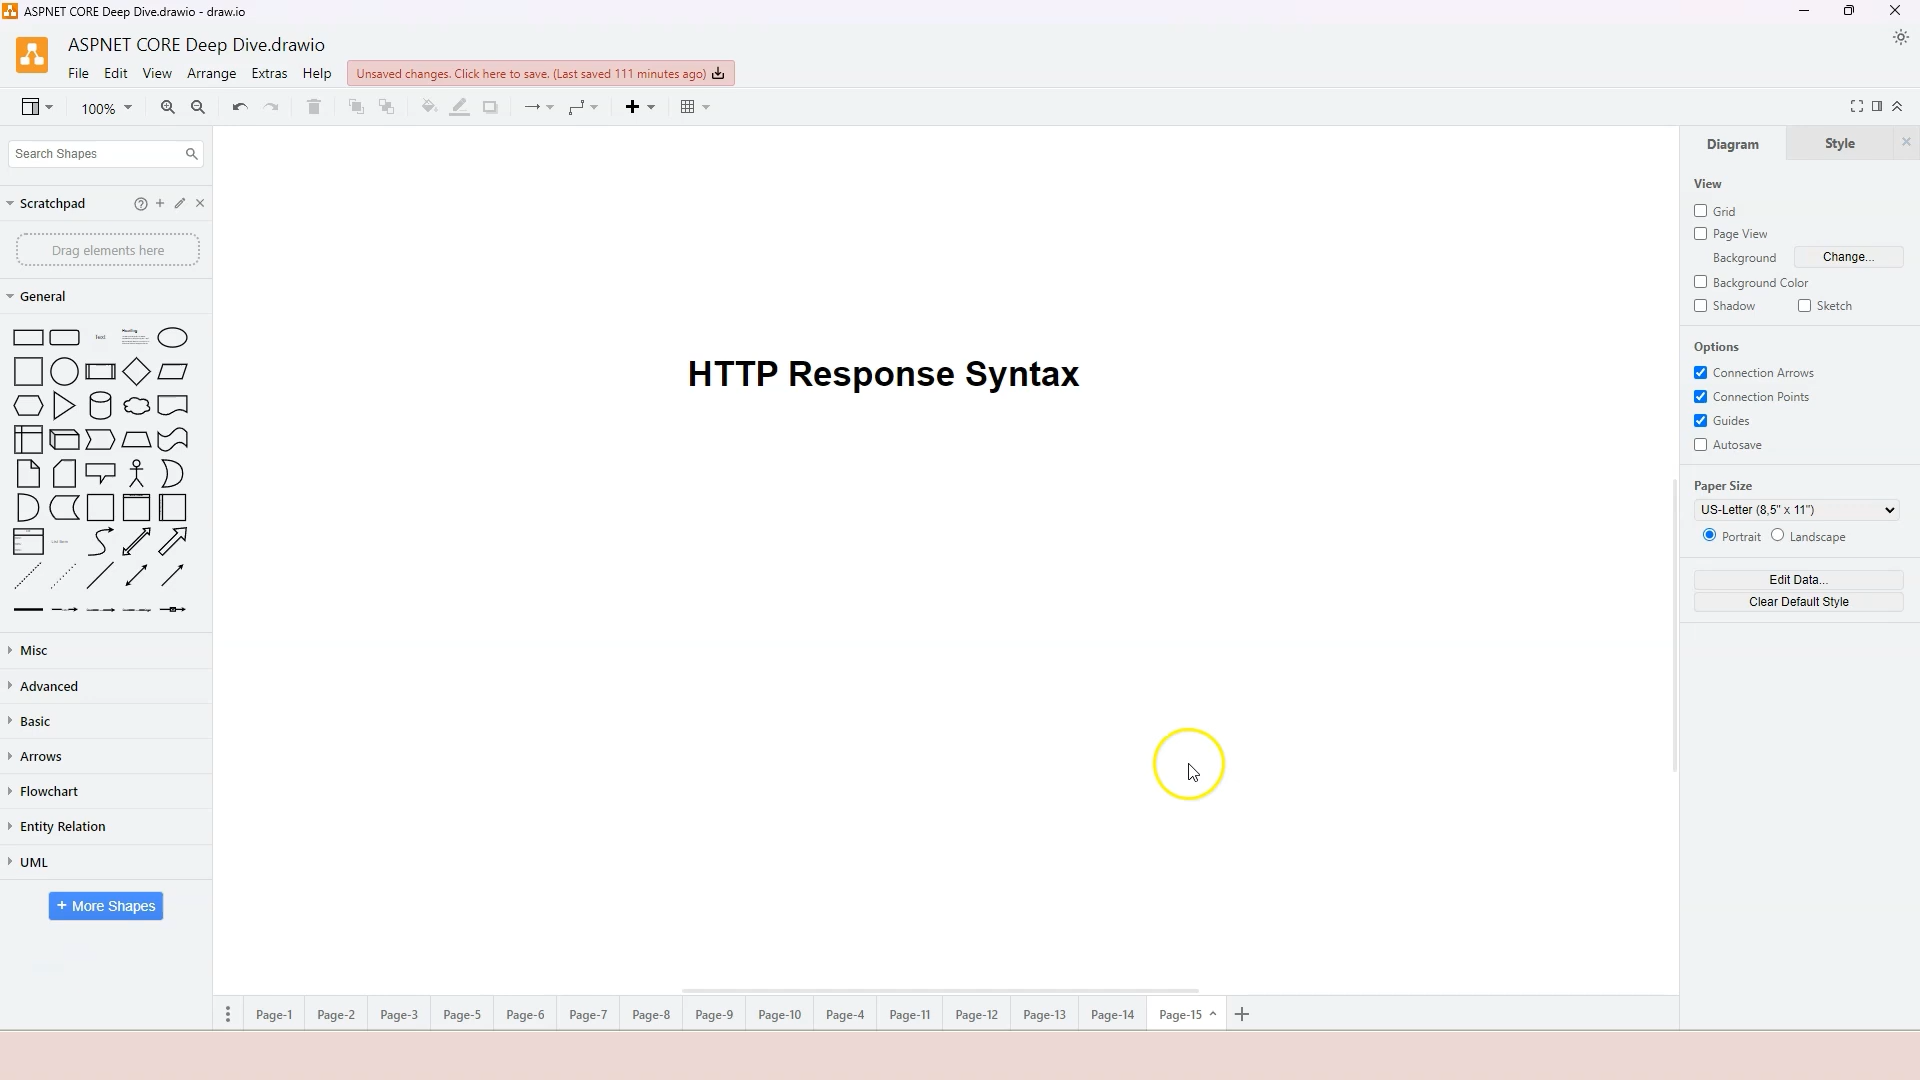 ASPNET CORE Deep Dive.drawio - draw.io
ASPNET CORE Deep Dive.drawio
File Edit View Arrange Extras Help Unsaved changes. Click here to save. (Last saved 111 minutes ago)
100%
Search Shapes
Scratchpad
Drag elements here
General
Text
Heading
Misc
Advanced
Basic
Arrows
Flowchart
Entity Relation
UML
+ More Shapes
HTTP Response Syntax
Diagram Style
View
Grid
Page View
Background Change...
Background Color
Shadow Sketch
Options
Connection Arrows
Connection Points
Guides
Autosave
Paper Size
US-Letter (8,5" x 11")
Portrait Landscape
Edit Data...
Clear Default Style
Page-1 Page-2 Page-3 Page-5 Page-6 Page-7 Page-8 Page-9 Page-10 Page-4 Page-11 Page-12 Page-13 Page-14 Page-15